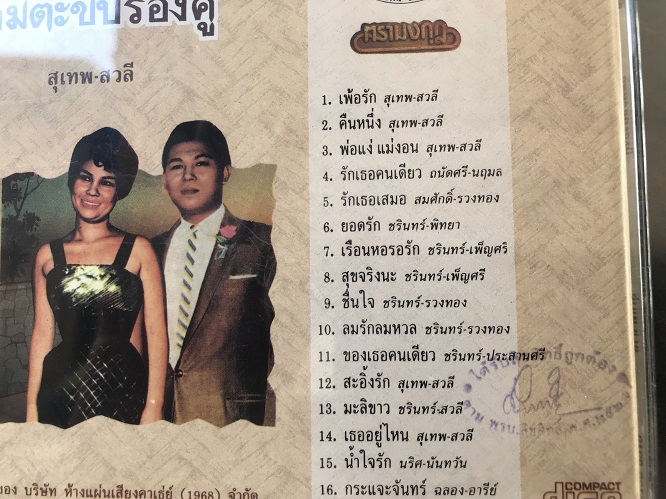 สุเทพ-สวลี
ตรามงกุฎ
1. เพ้อรัก สุเทพ-สวลี
2. คืนหนึ่ง สุเทพ-สวลี
3. พ่อแง่ แม่งอน สุเทพ-สวลี
4. รักเธอคนเดียว ถนัดศรี-นฤมล
5. รักเธอเสมอ สมศักดิ์-รวงทอง
6. ยอดรัก ชรินทร์-พิทยา
7. เรือนหอรอรัก ชรินทร์-เพ็ญศรี
8. สุขจริงนะ ชรินทร์-เพ็ญศรี
9. ชื่นใจ ชรินทร์-รวงทอง
10. ลมรักลมหวล ชรินทร์-รวงทอง
11. ของเธอคนเดียว ชรินทร์-ประสานศรี
12. สะอิ้งรัก สุเทพ-สวลี
13. มะลิขาว ชรินทร์-สวลี
14. เธออยู่ไหน สุเทพ-สวลี
15. น้ำใจรัก นริศ-นันทวัน
16. กระแจะจันทร์ ฉลอง-อารีย์
ของ บริษัท ห้างแผ่นเสียงคาเธ่ย์ (1968) จำกัด
COMPACT